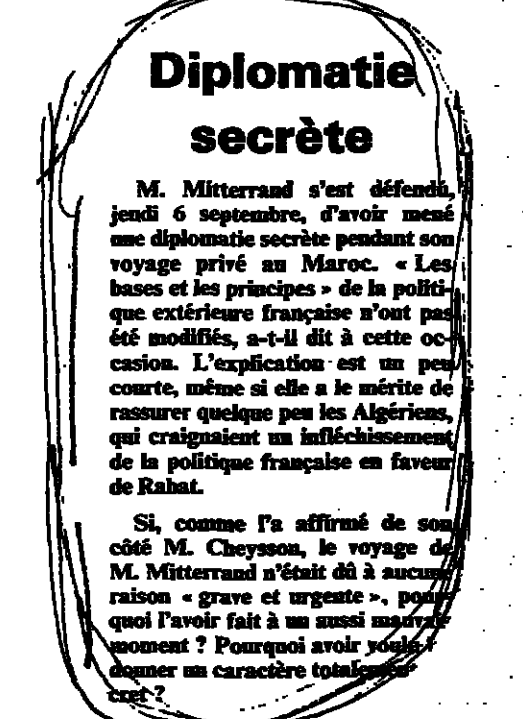 Diplomatie
secrète
M. Mitterrand s'est défendu,
jeudi 6 septembre, d'avoir mené
une diplomatie secrète pendant son
voyage privé au Maroc. « Les
bases et les principes » de la politi-
que extérieure française n'ont pas
été modifiés, a-t-il dit à cette oc-
casion. L'explication est un peu
courte, même si elle a le mérite de
rassurer quelque peu les Algériens,
qui craignaient un infléchissement
de la politique française en faveur
de Rabat.
Si, comme l'a affirmé de son
côté M. Cheysson, le voyage de
M. Mitterrand n'était dû à aucune
raison « grave et urgente », pour-
quoi l'avoir fait à un aussi mauvais
moment ? Pourquoi avoir voulu
donner un caractère
cret ?